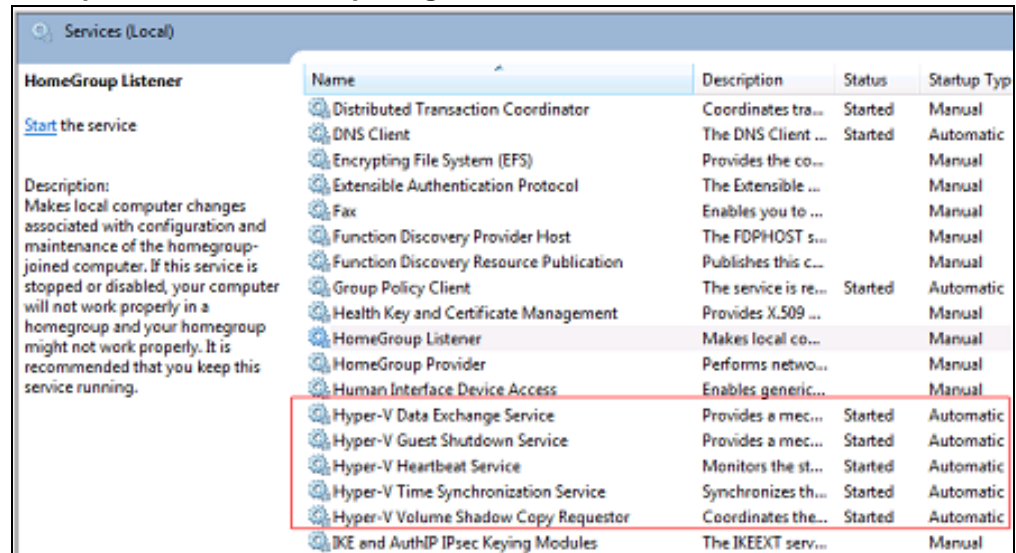 Services (Local)
HomeGroup Listener
Start the service
Description:
Makes local computer changes
associated with configuration and
maintenance of the homegroup-
joined computer. If this service is
stopped or disabled, your computer
will not work properly in a
homegroup and your homegroup
might not work properly. It is
recommended that you keep this
service running.
Name Description Status Startup Typ
Distributed Transaction Coordinator Coordinates tra... Started Manual
DNS Client The DNS Client ... Started Automatic
Encrypting File System (EFS) Provides the co... Manual
Extensible Authentication Protocol The Extensible ... Manual
Fax Enables you to ... Manual
Function Discovery Provider Host The FDPHOST s... Manual
Function Discovery Resource Publication Publishes this c... Manual
Group Policy Client The service is re... Started Automatic
Health Key and Certificate Management Provides X.509 ... Manual
HomeGroup Listener Makes local co... Manual
HomeGroup Provider Performs netwo... Manual
Human Interface Device Access Enables generic... Manual
Hyper-V Data Exchange Service Provides a mec... Started Automatic
Hyper-V Guest Shutdown Service Provides a mec... Started Automatic
Hyper-V Heartbeat Service Monitors the st... Started Automatic
Hyper-V Time Synchronization Service Synchronizes th... Started Automatic
Hyper-V Volume Shadow Copy Requestor Coordinates the... Started Automatic
IKE and AuthIP IPsec Keying Modules The IKEEXT serv... Manual